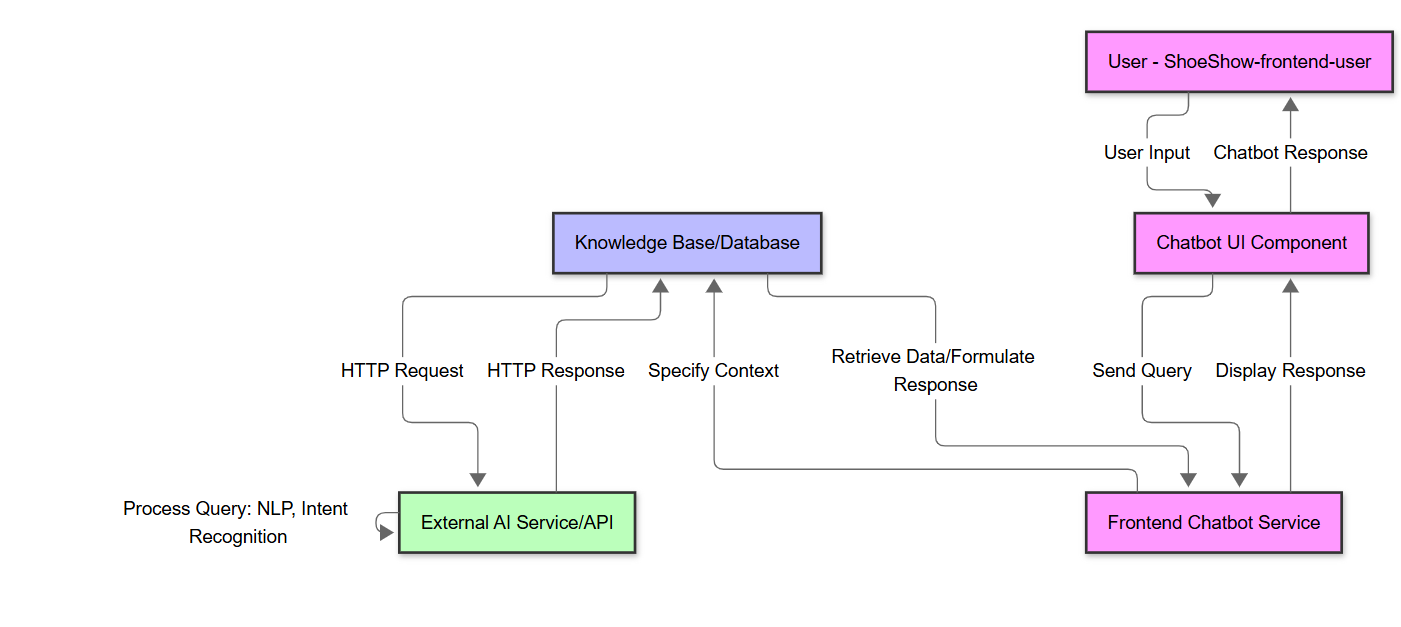 User - ShoeShow-frontend-user
User Input
Chatbot Response
Knowledge Base/Database
Chatbot UI Component
HTTP Request
HTTP Response
Specify Context
Retrieve Data/Formulate
Response
Send Query
Display Response
Process Query: NLP, Intent
Recognition
External AI Service/API
Frontend Chatbot Service